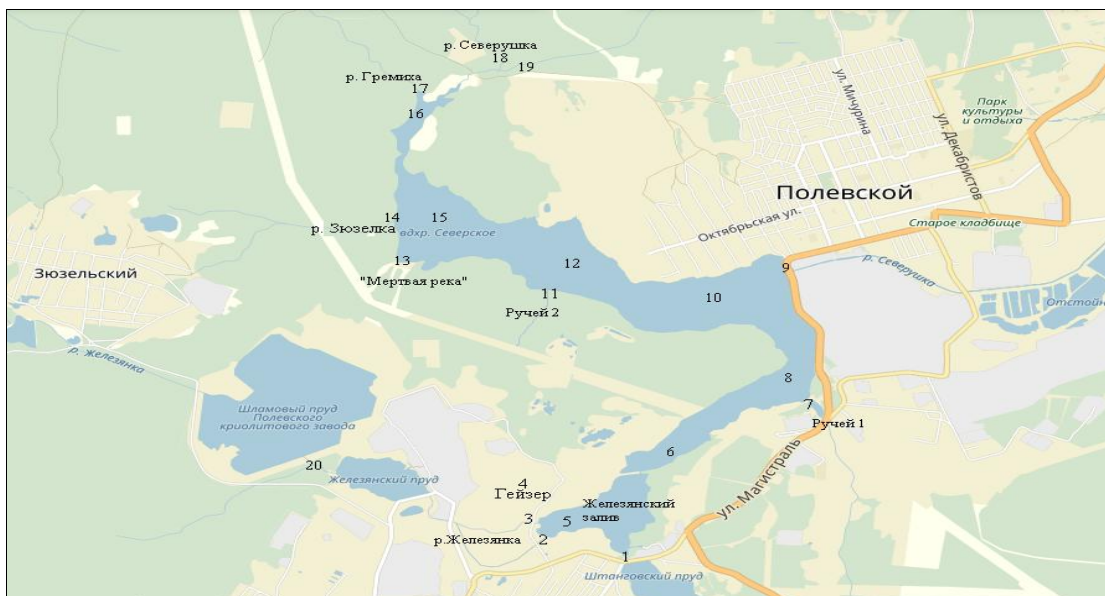 р. Северушка
18
19
р. Гремиха
17
16
ул. Мичурина
Парк
культуры
и отдыха
ул. Декабристов
Полевской
14
15
р. Зюзелка
вдхр. Северское
Октябрьская ул.
Старое кладбище
13
12
9
р. Северушка
Зюзельский
"Мертвая река"
11
10
Ручей 2
Отстойн
р. Железянка
8
7
Ручей 1
Шламовый пруд
Полевского
криолитового завода
6
ул. Магистраль
20
Железянский пруд
4
Гейзер
Железянский
залив
3
5
р.Железянка
2
1
Штанговский пруд